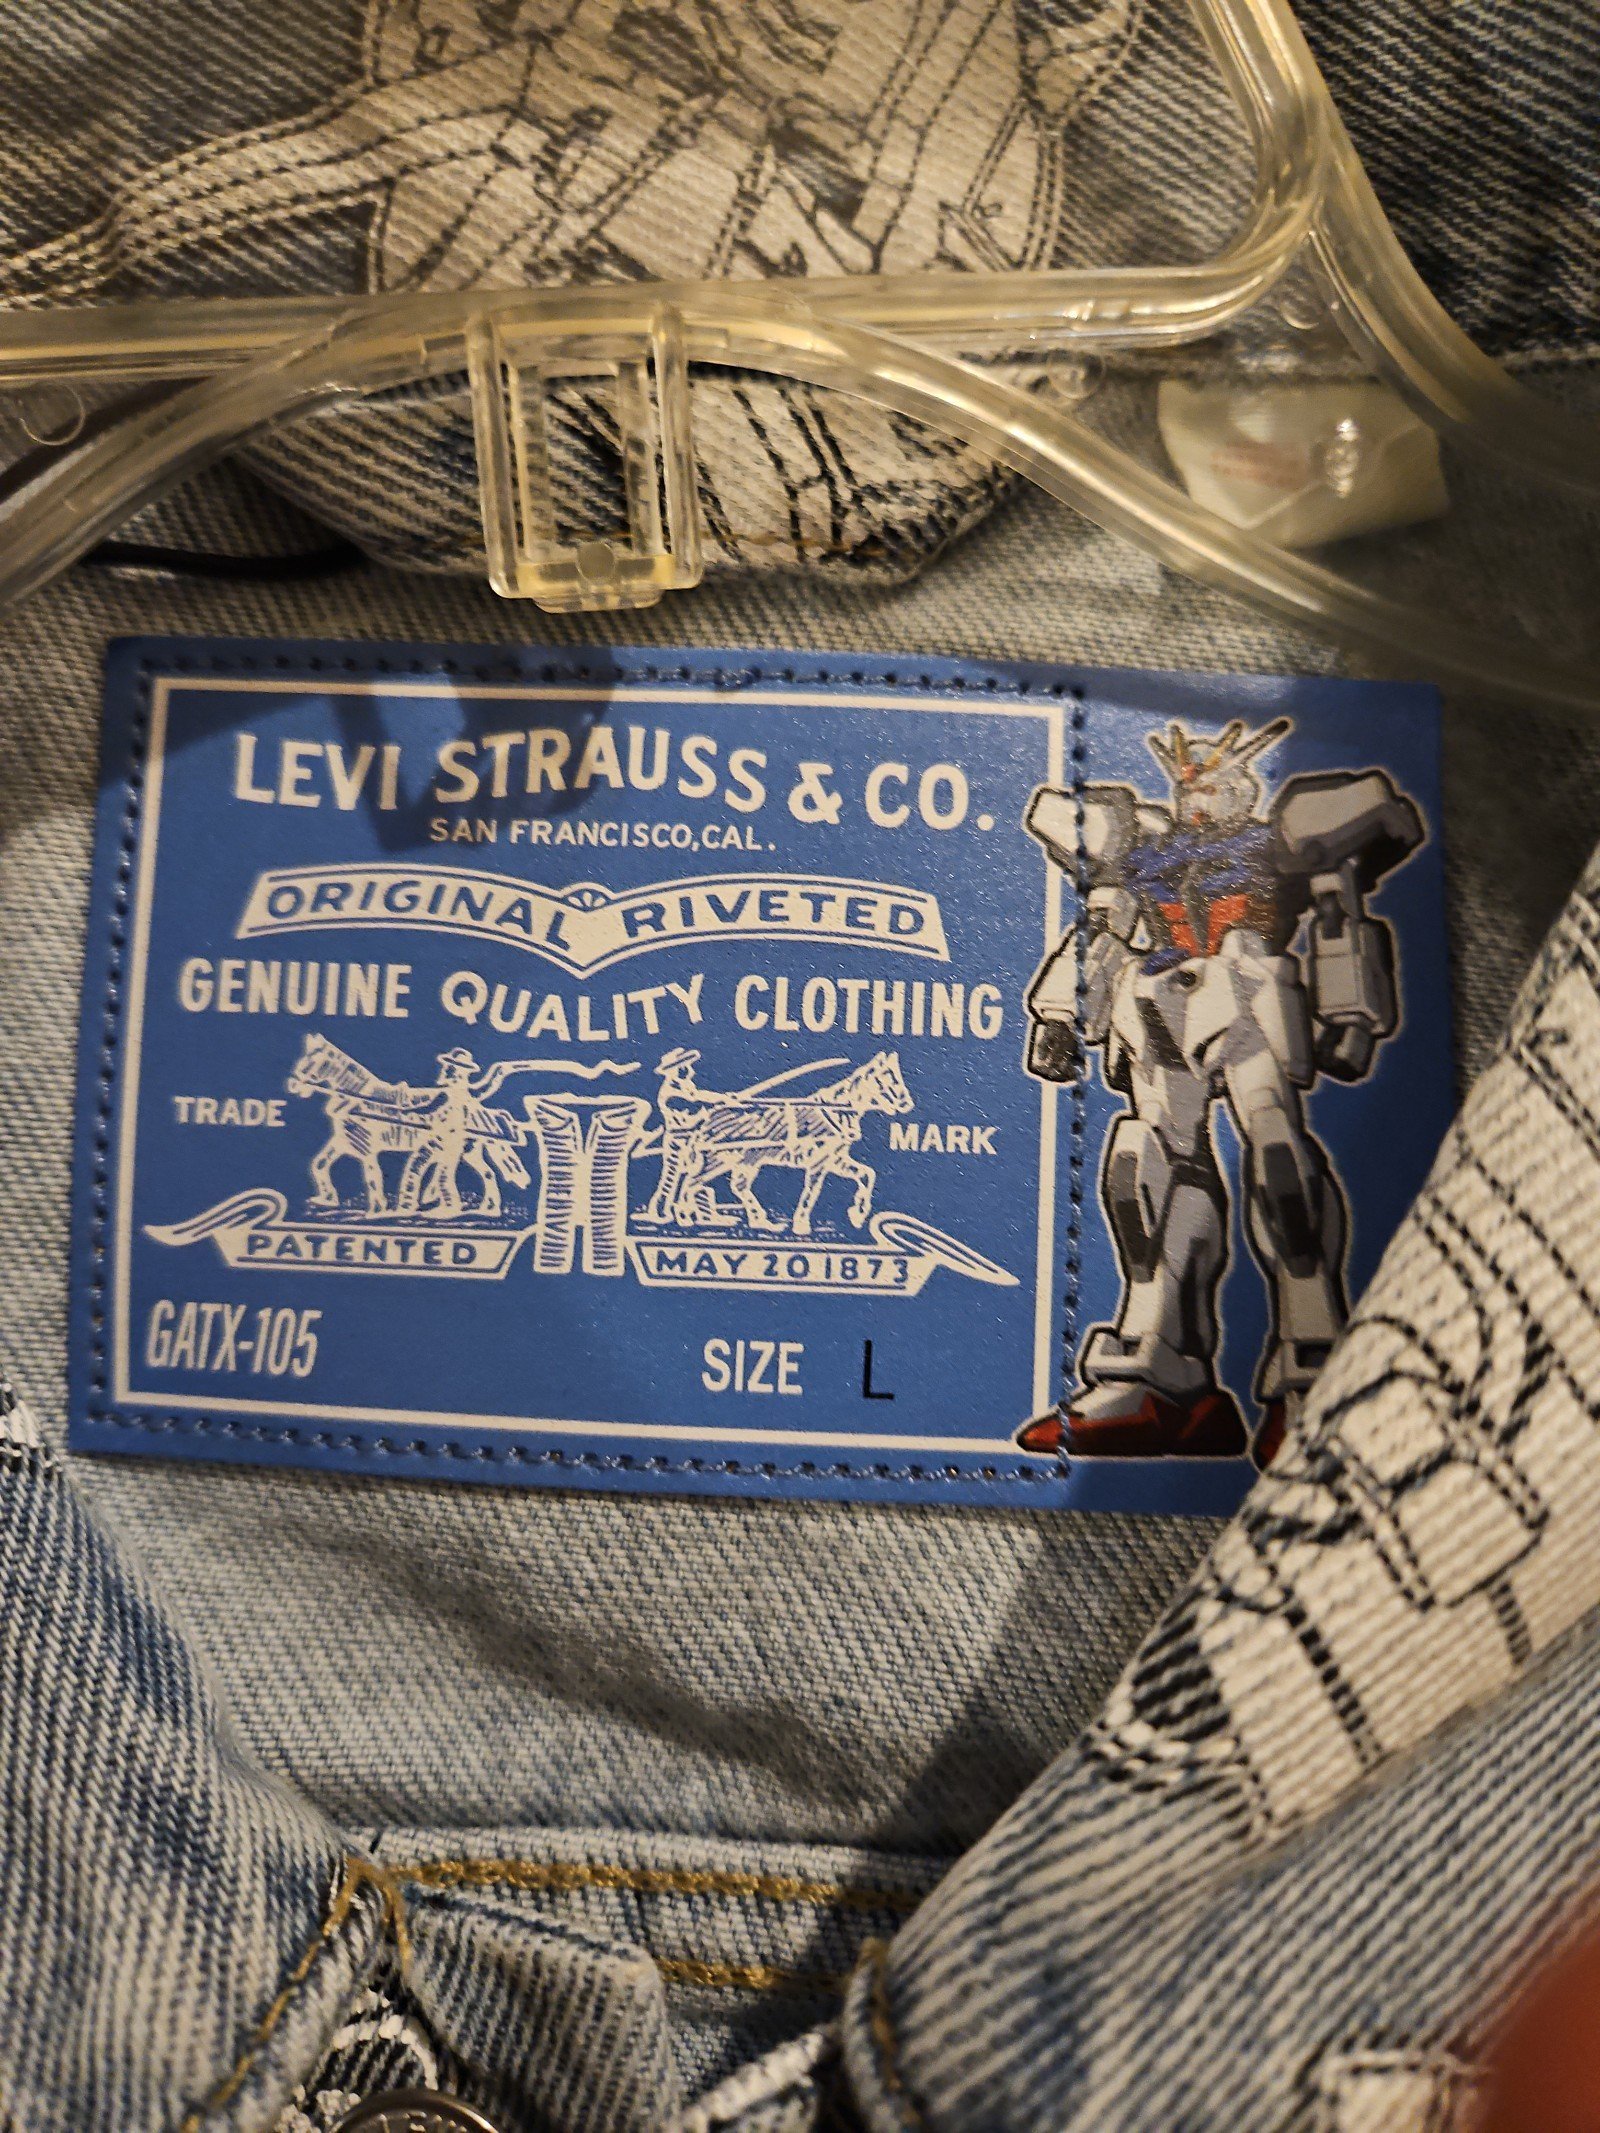 LEVI STRAUSS & CO.
SAN FRANCISCO, CAL.
ORIGINAL RIVETED
GENUINE QUALITY CLOTHING
TRADE MARK
PATENTED MAY 20 1873
GATX-105 SIZE L